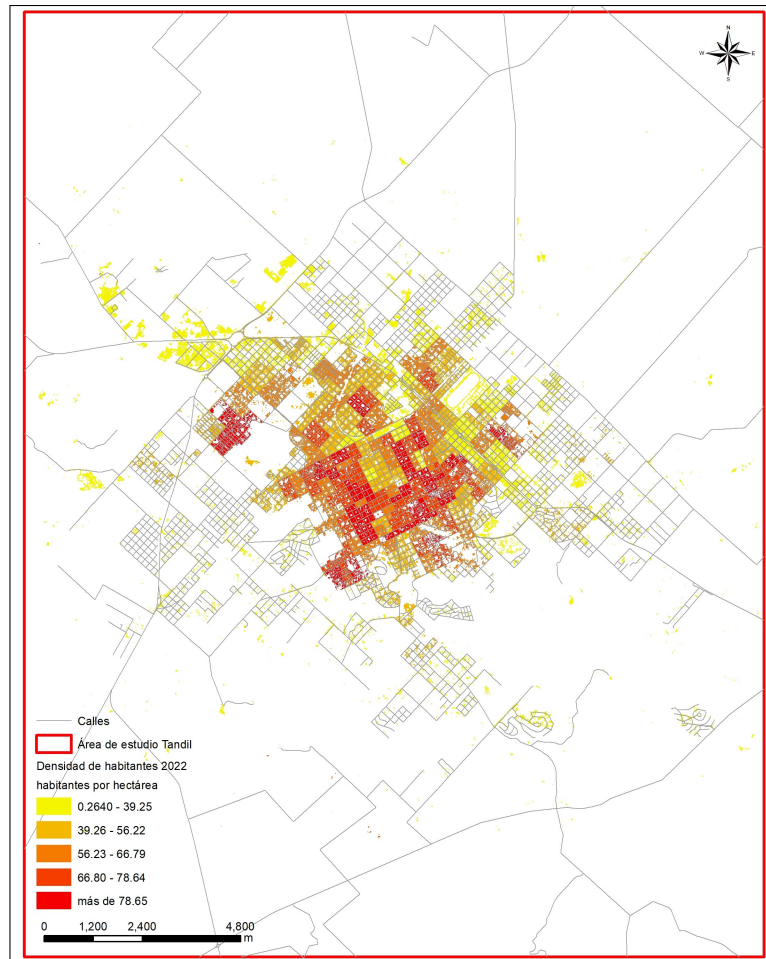 N
W
E
S
Calles
Área de estudio Tandil
Densidad de habitantes 2022
habitantes por hectárea
0.2640 - 39.25
39.26 - 56.22
56.23 - 66.79
66.80 - 78.64
más de 78.65
0 1,200 2,400 4,800
m